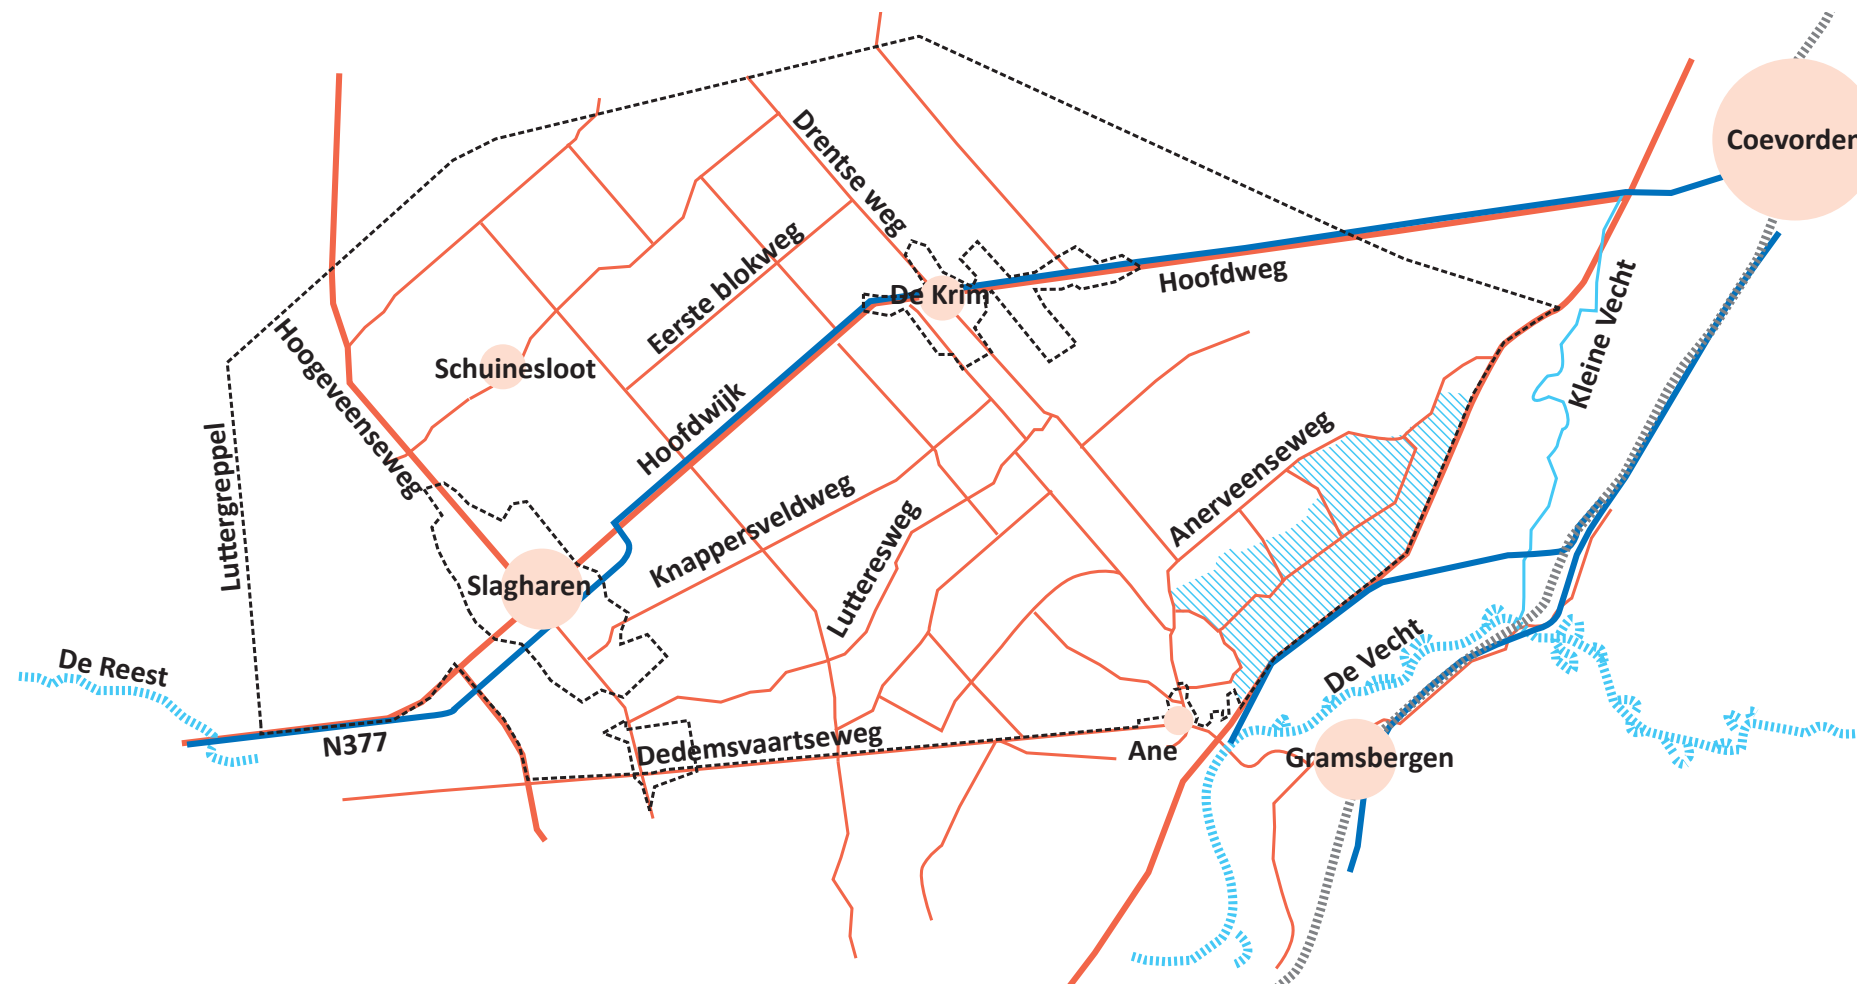 Coevorden
Drentse weg
Eerste blokweg
De Krim
Hoofdweg
Kleine Vecht
Hoogeveenseweg
Schuinesloot
Hoofdwijk
Luttergreppel
Anerveenseweg
Knappersveldweg
Lutteresweg
Slagharen
De Reest
De Vecht
N377
Dedemsvaartseweg
Ane
Gramsbergen